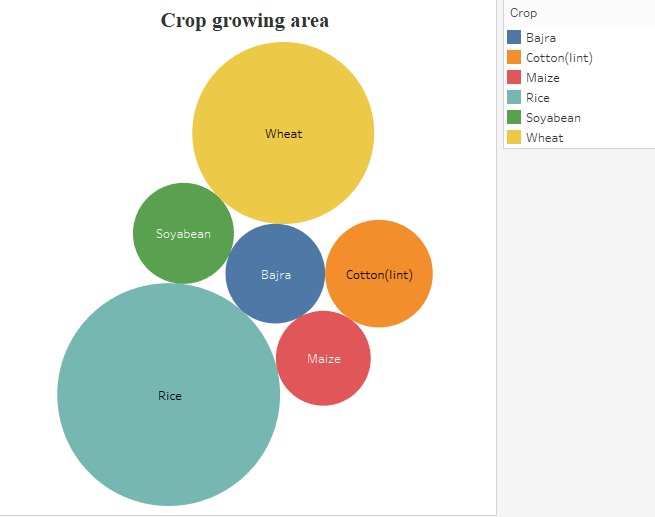 Crop growing area
Wheat
Soyabean
Bajra
Cotton(lint)
Maize
Rice
Crop
Bajra
Cotton(lint)
Maize
Rice
Soyabean
Wheat